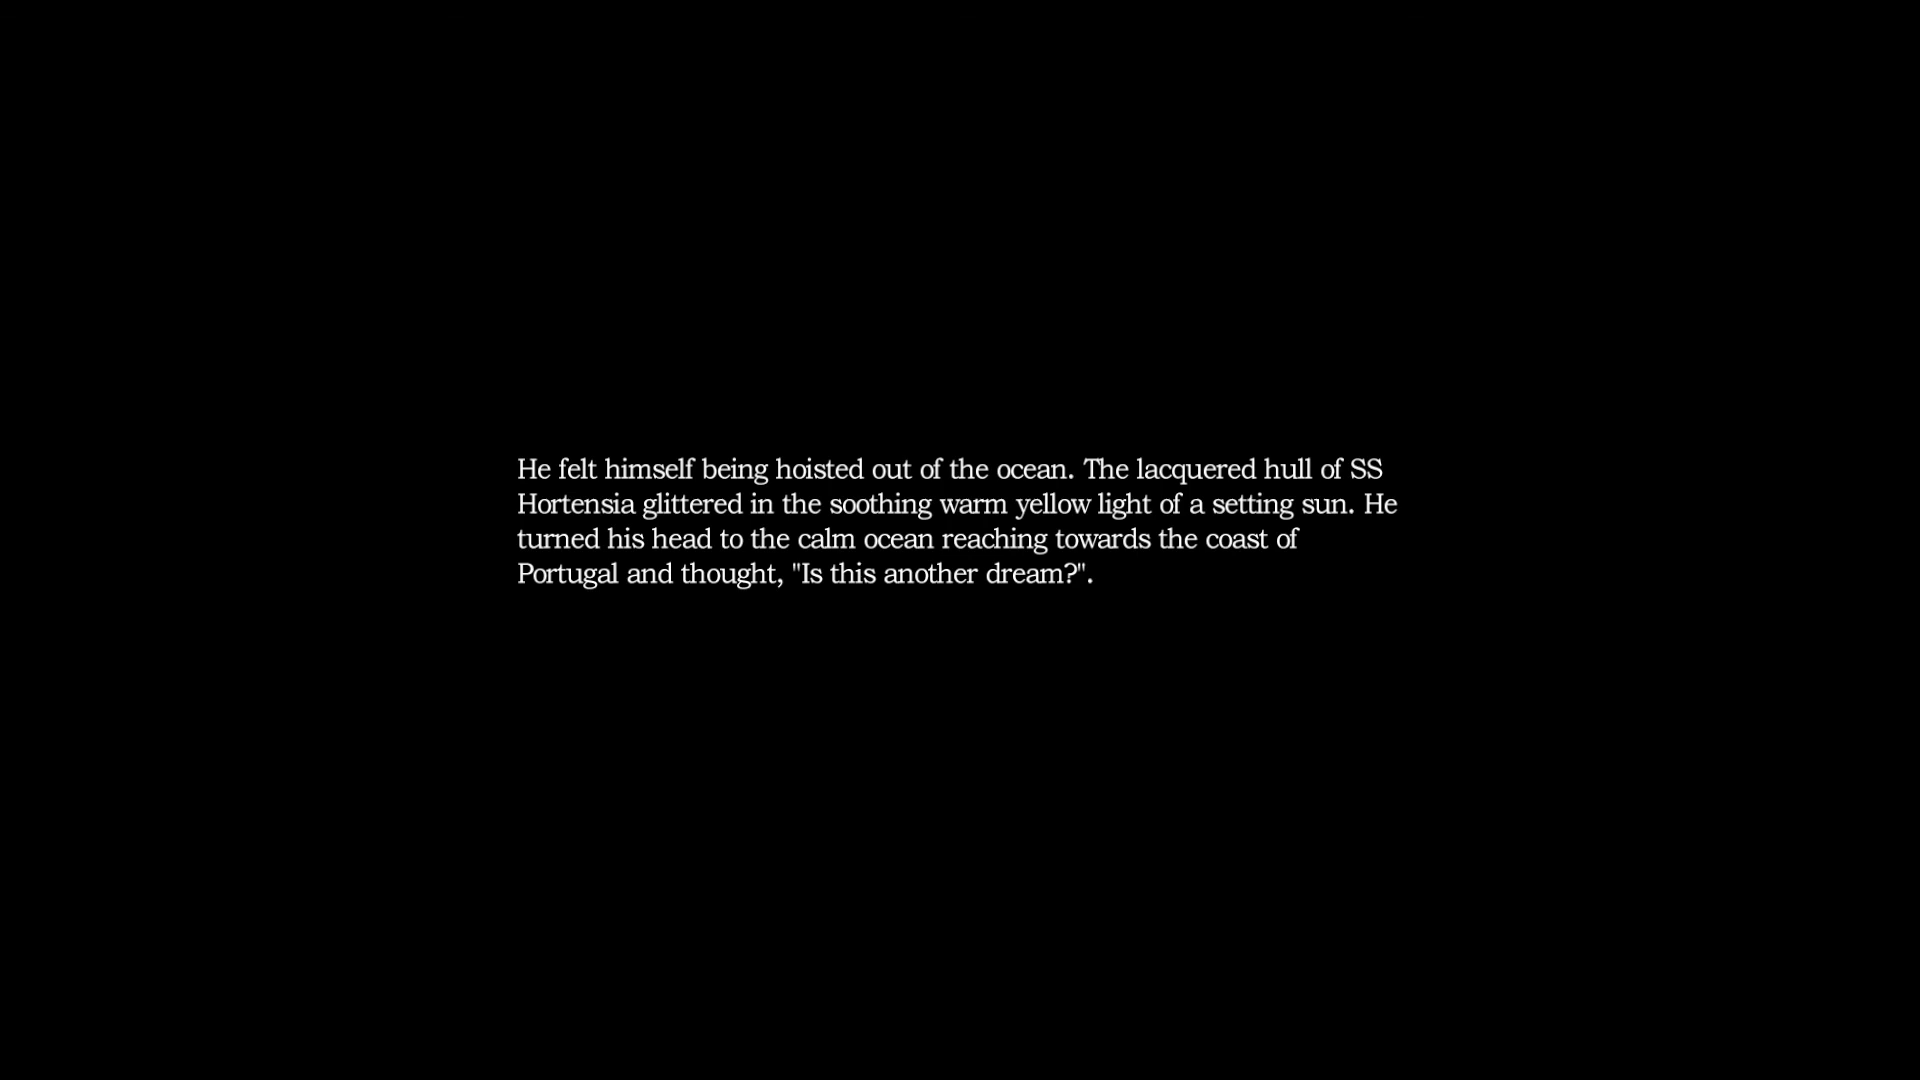 He felt himself being hoisted out of the ocean. The lacquered hull of SS
Hortensia glittered in the soothing warm yellow light of a setting sun. He
turned his head to the calm ocean reaching towards the coast of
Portugal and thought, "Is this another dream?".